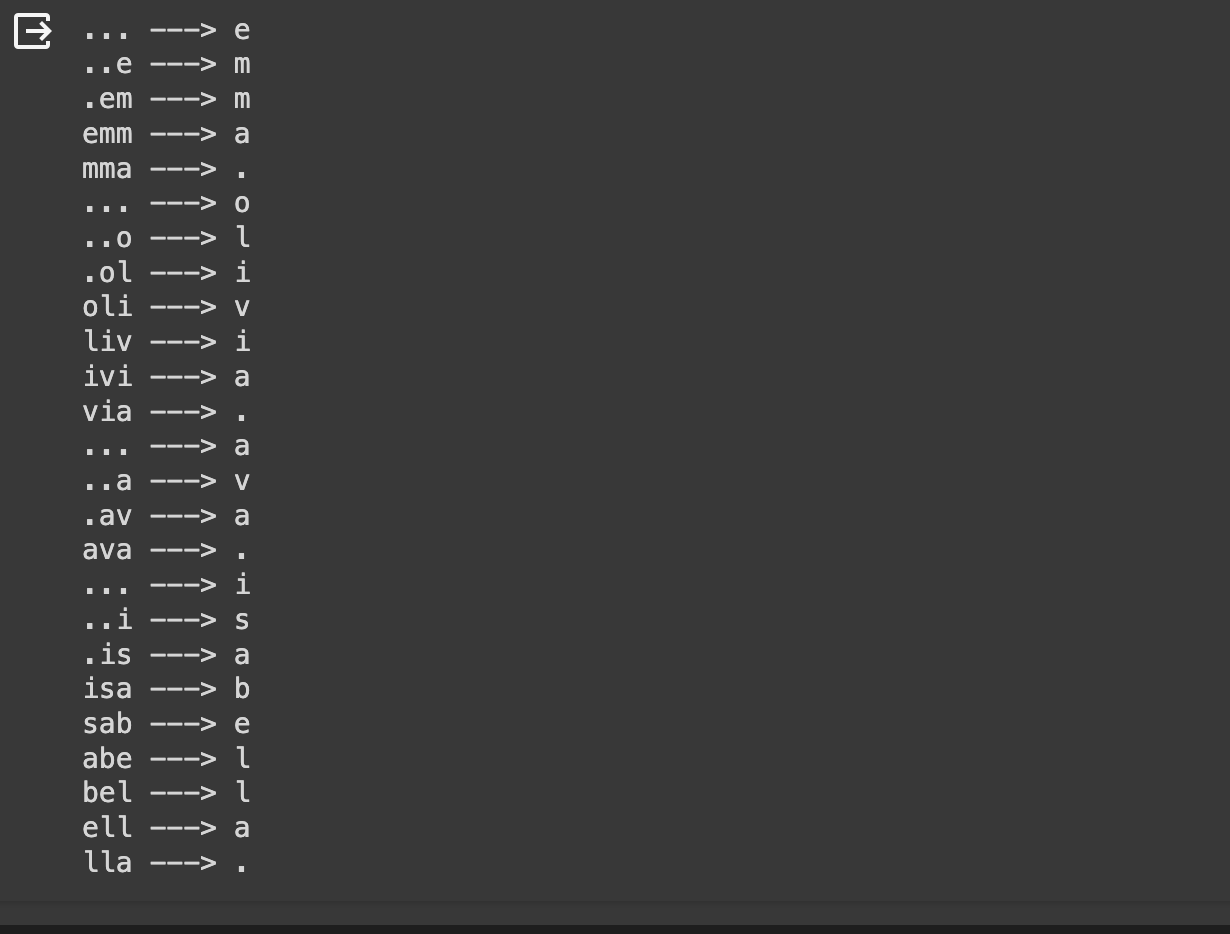 ... ---> e
..e ---> m
.em ---> m
emm ---> a
mma ---> .
... ---> o
..o ---> l
.ol ---> i
oli ---> v
liv ---> i
ivi ---> a
via ---> .
... ---> a
..a ---> v
.av ---> a
ava ---> .
... ---> i
..i ---> s
.is ---> a
isa ---> b
sab ---> e
abe ---> l
bel ---> l
ell ---> a
lla ---> .